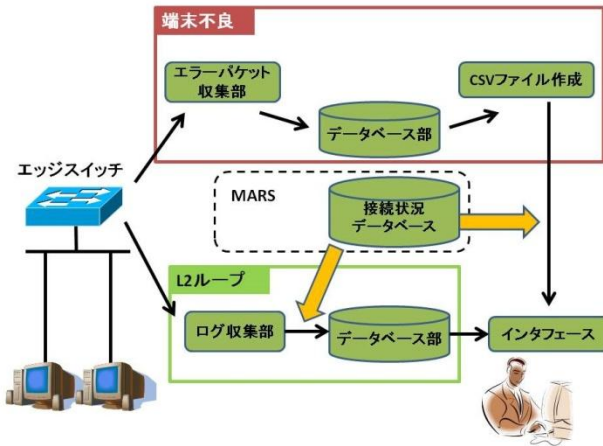 端末不良
エラーパケット
収集部
CSVファイル作成
データベース部
エッジスイッチ
MARS
接続状況
データベース
L2ループ
ログ収集部
データベース部
インタフェース